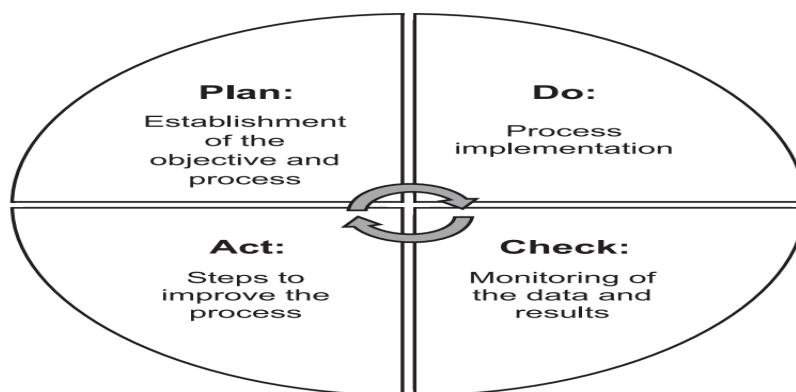 Plan:
Establishment
of the
objective and
process
Do:
Process
implementation
Act:
Steps to
improve the
process
Check:
Monitoring of
the data and
results